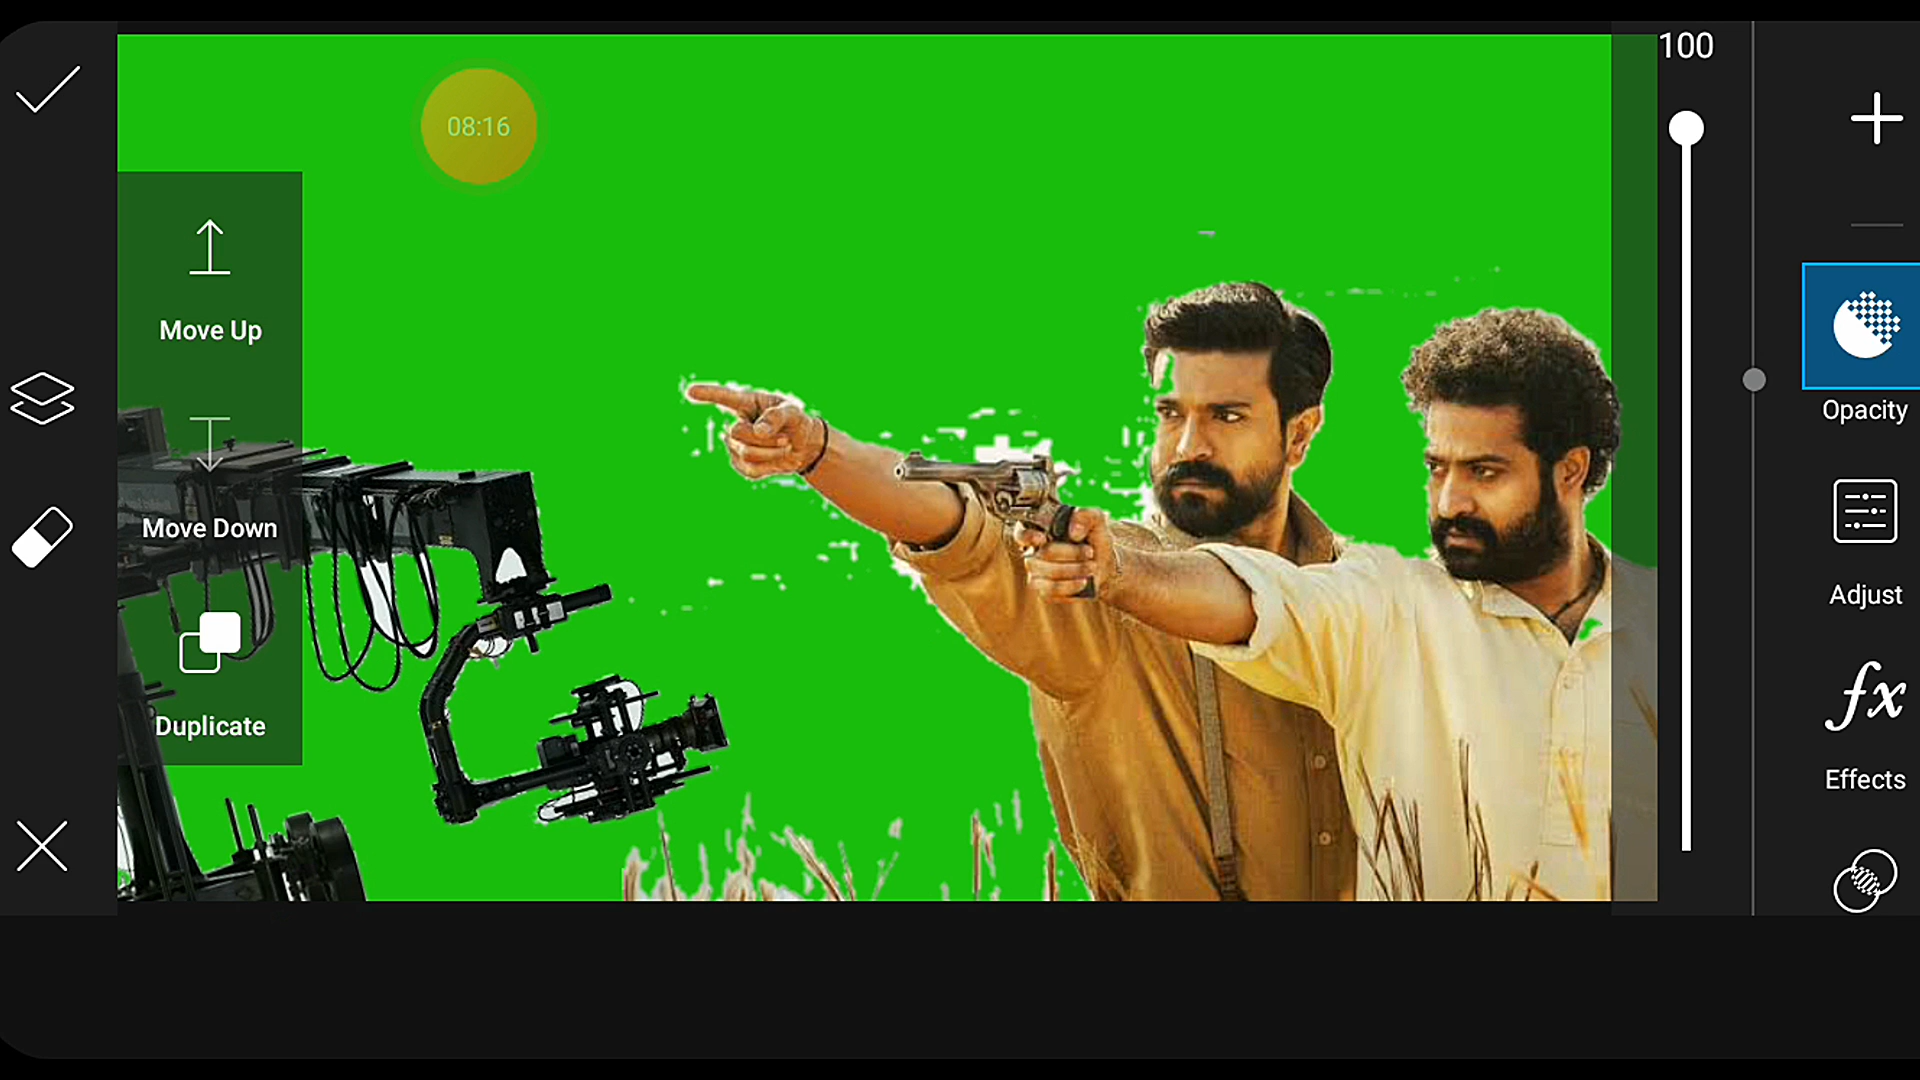 100
08:16
Move Up
Move Down
Duplicate
Opacity
Adjust
fx
Effects